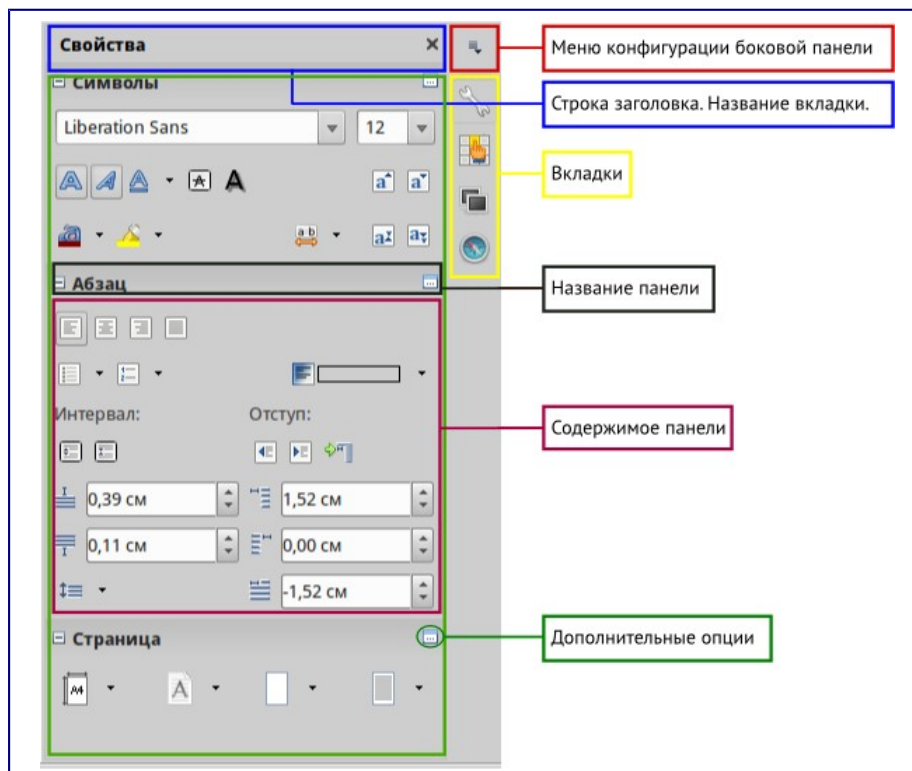 Свойства
Меню конфигурации боковой панели
Символы
Строка заголовка. Название вкладки.
Liberation Sans
12
Вкладки
Абзац
Название панели
Интервал:
Отступ:
Содержимое панели
0,39 см
1,52 см
0,11 см
0,00 см
-1,52 см
Страница
Дополнительные опции
A4